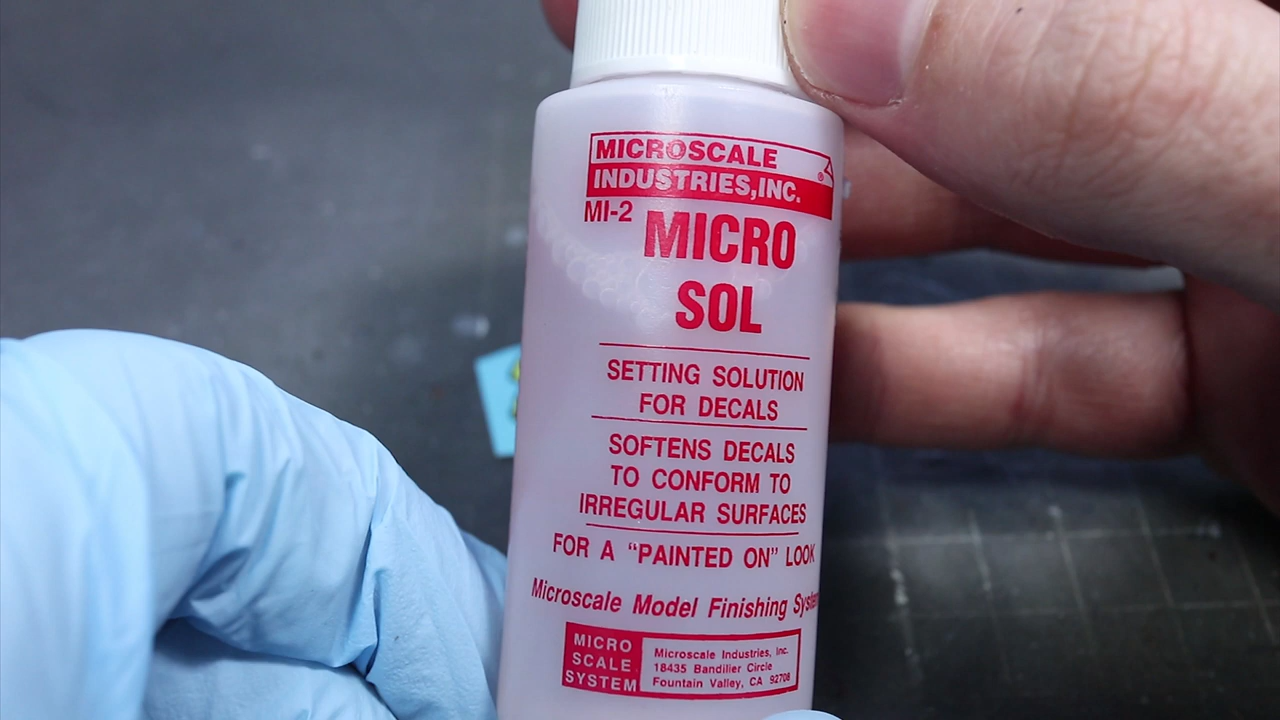 MICROSCALE
INDUSTRIES,INC.®
MI-2 MICRO
SOL
SETTING SOLUTION
FOR DECALS
SOFTENS DECALS
TO CONFORM TO
IRREGULAR SURFACES
FOR A "PAINTED ON" LOOK
Microscale Model Finishing System
MICRO
SCALE
SYSTEM
Microscale Industries, Inc.
18435 Bandilier Circle
Fountain Valley, CA 92708